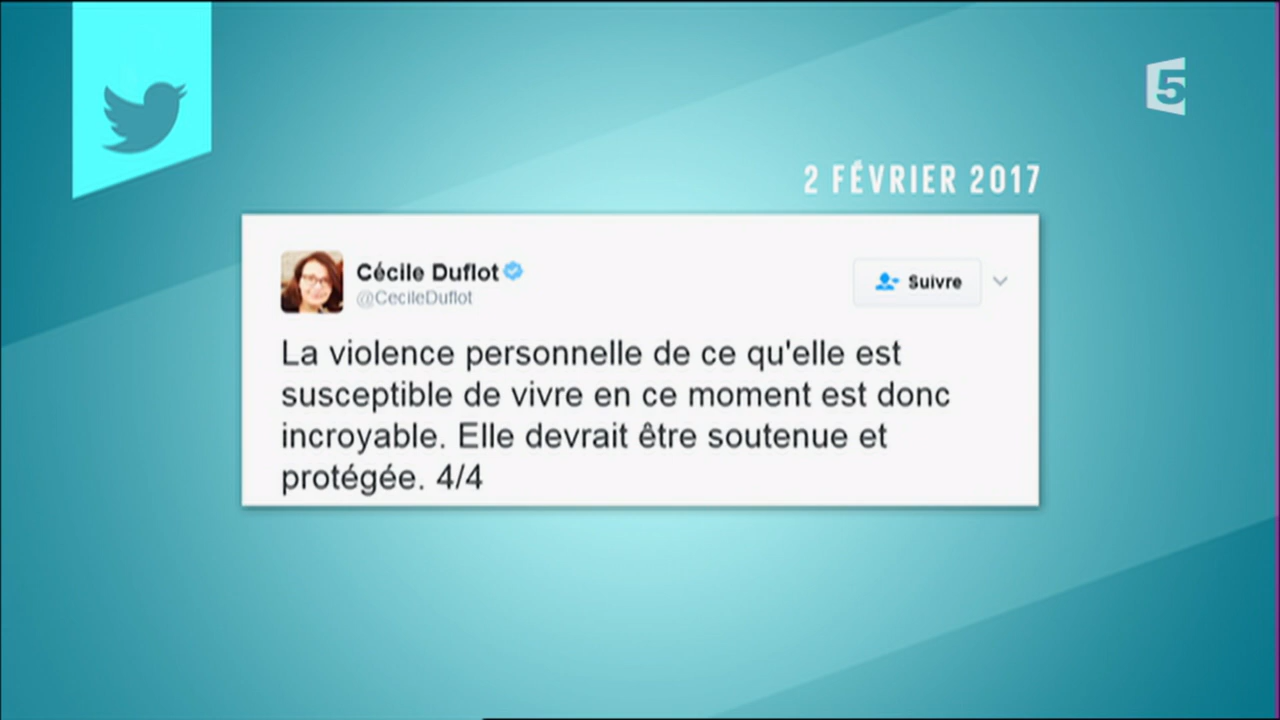 5
2 FÉVRIER 2017
Cécile Duflot
@CecileDuflot
Suivre
La violence personnelle de ce qu'elle est
susceptible de vivre en ce moment est donc
incroyable. Elle devrait être soutenue et
protégée. 4/4